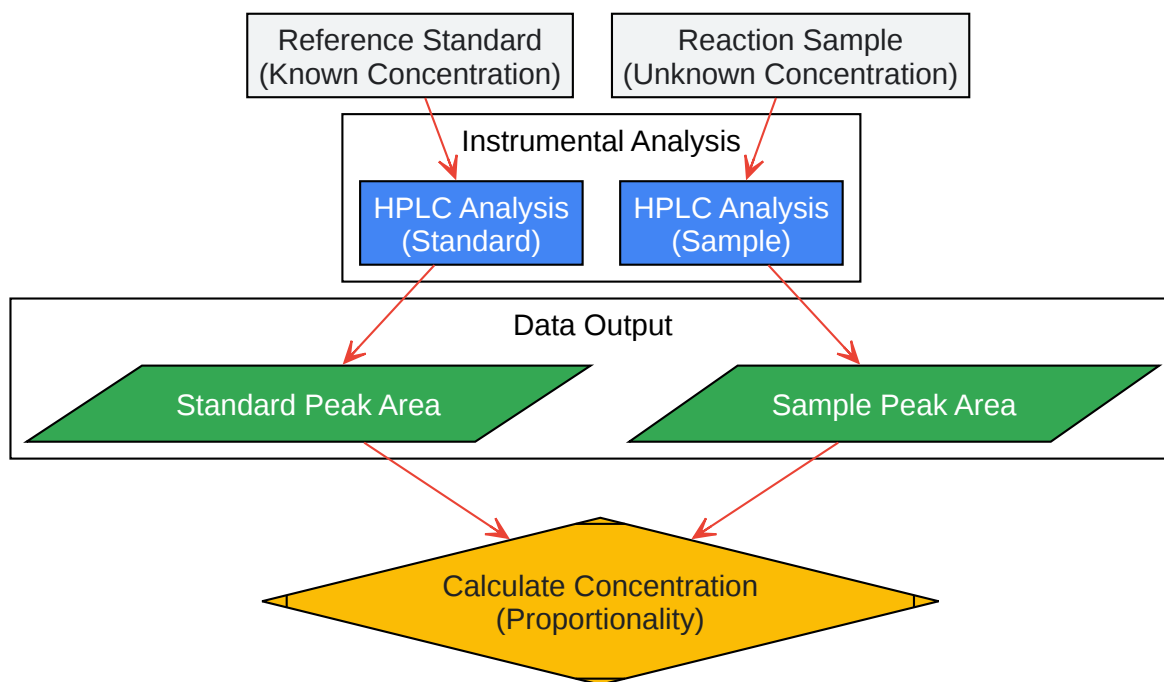 Reference Standard
(Known Concentration)
Reaction Sample
(Unknown Concentration)
Instrumental Analysis
HPLC Analysis
(Standard)
HPLC Analysis
(Sample)
Data Output
Standard Peak Area
Sample Peak Area
Calculate Concentration
(Proportionality)